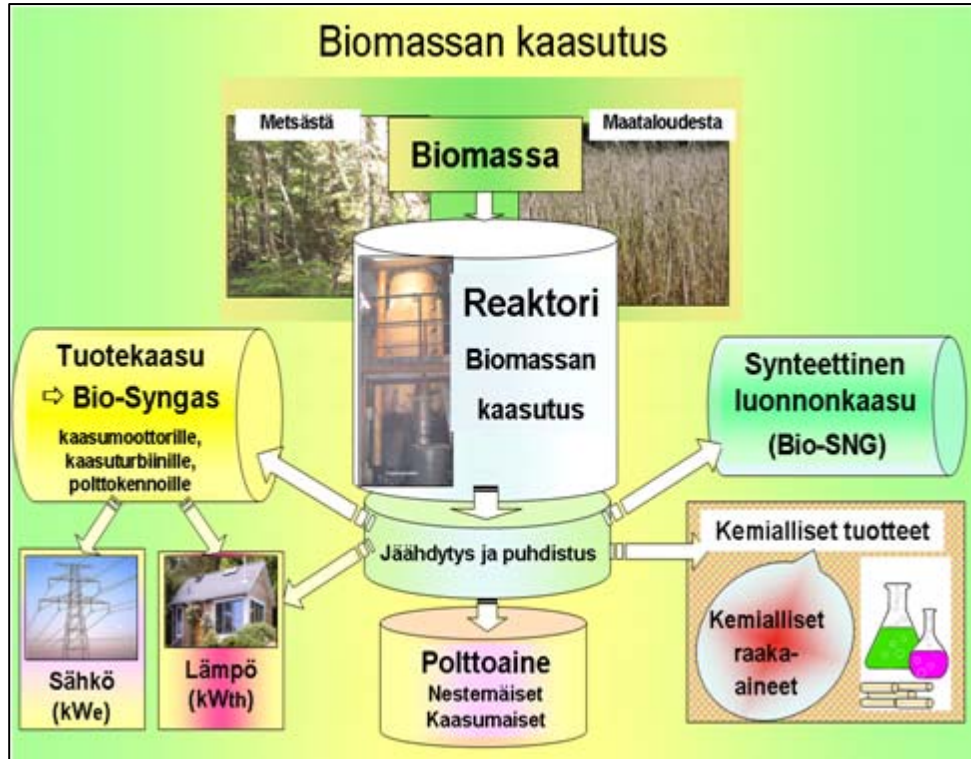 Biomassan kaasutus
Metsästä
Maataloudesta
Biomassa
Reaktori
Biomassan
kaasutus
Tuotekaasu
⇨ Bio-Syngas
kaasumoottorille,
kaasuturbiinille,
polttokennoille
Synteettinen
luonnonkaasu
(Bio-SNG)
Jäähdytys ja puhdistus
Kemialliset tuotteet
Kemialliset
raaka-
aineet
Sähkö
(kWe)
Lämpö
(kWth)
Polttoaine
Nestemäiset
Kaasumaiset